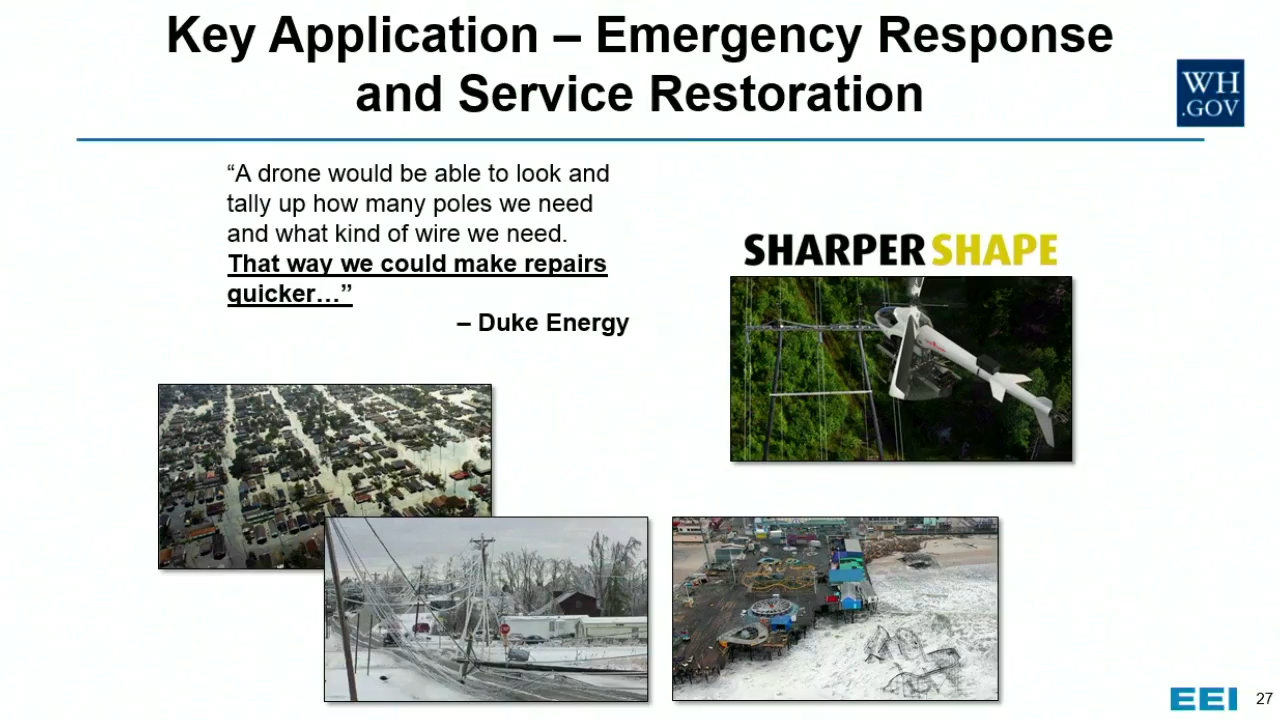 Key Application – Emergency Response
and Service Restoration
WH
.GOV
“A drone would be able to look and
tally up how many poles we need
and what kind of wire we need.
That way we could make repairs
quicker…”
– Duke Energy
SHARPER SHAPE
EEI
27